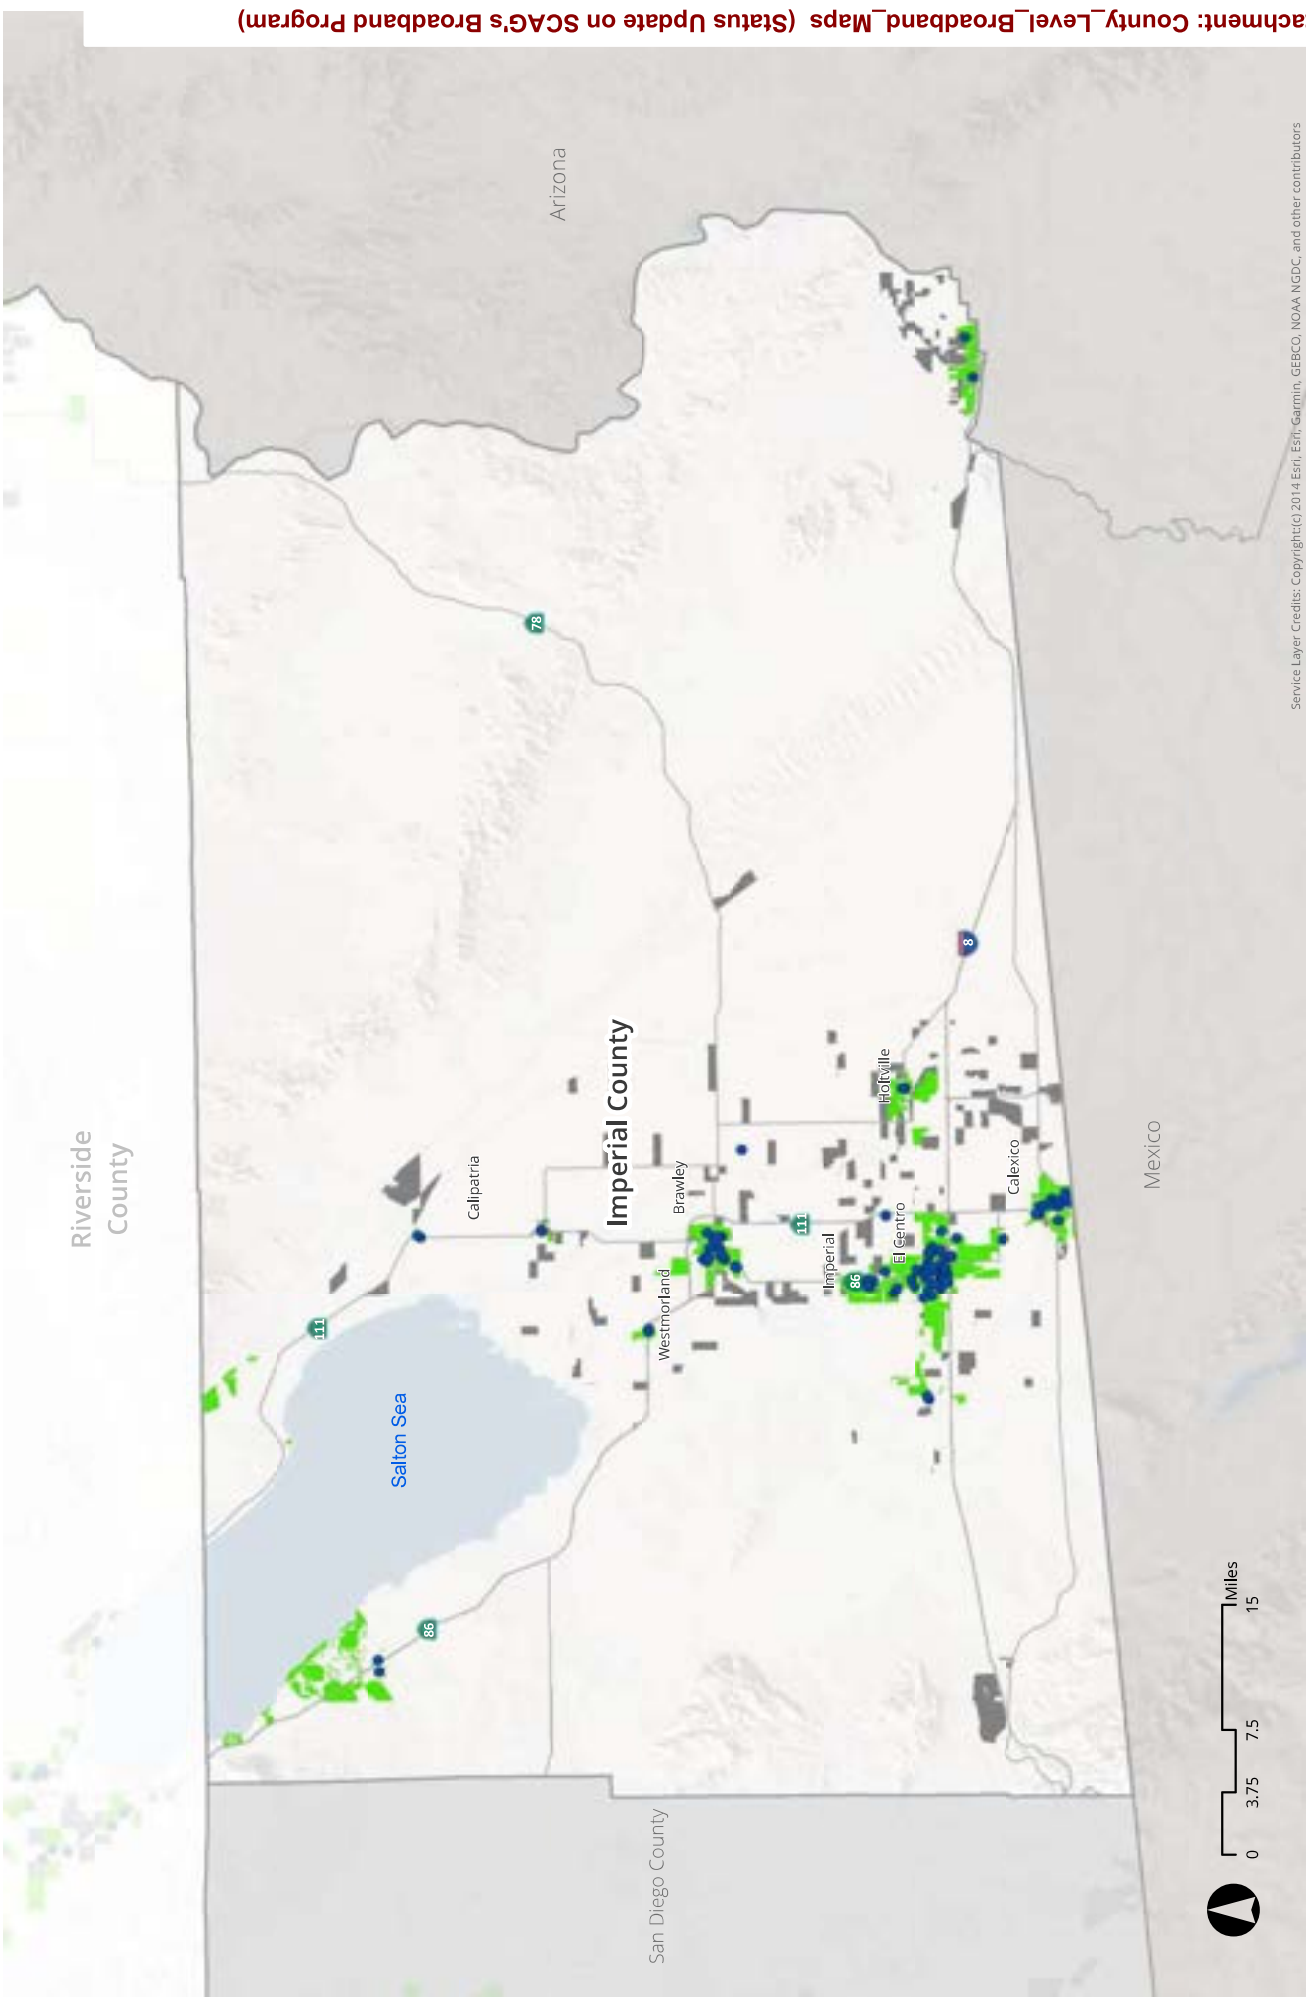 achment: County_Level_Broadband_Maps (Status Update on SCAG's Broadband Program)
Riverside
County
Arizona
78
111
Calipatria
Salton Sea
Imperial County
Brawley
Westmorland
86
111
Imperial
86
El Centro
Holtville
8
Calexico
Mexico
San Diego County
0 3.75 7.5 15
Miles
Service Layer Credits: Copyright:(c) 2014 Esri, Esri, Garmin, GEBCO, NOAA NGDC, and other contributors